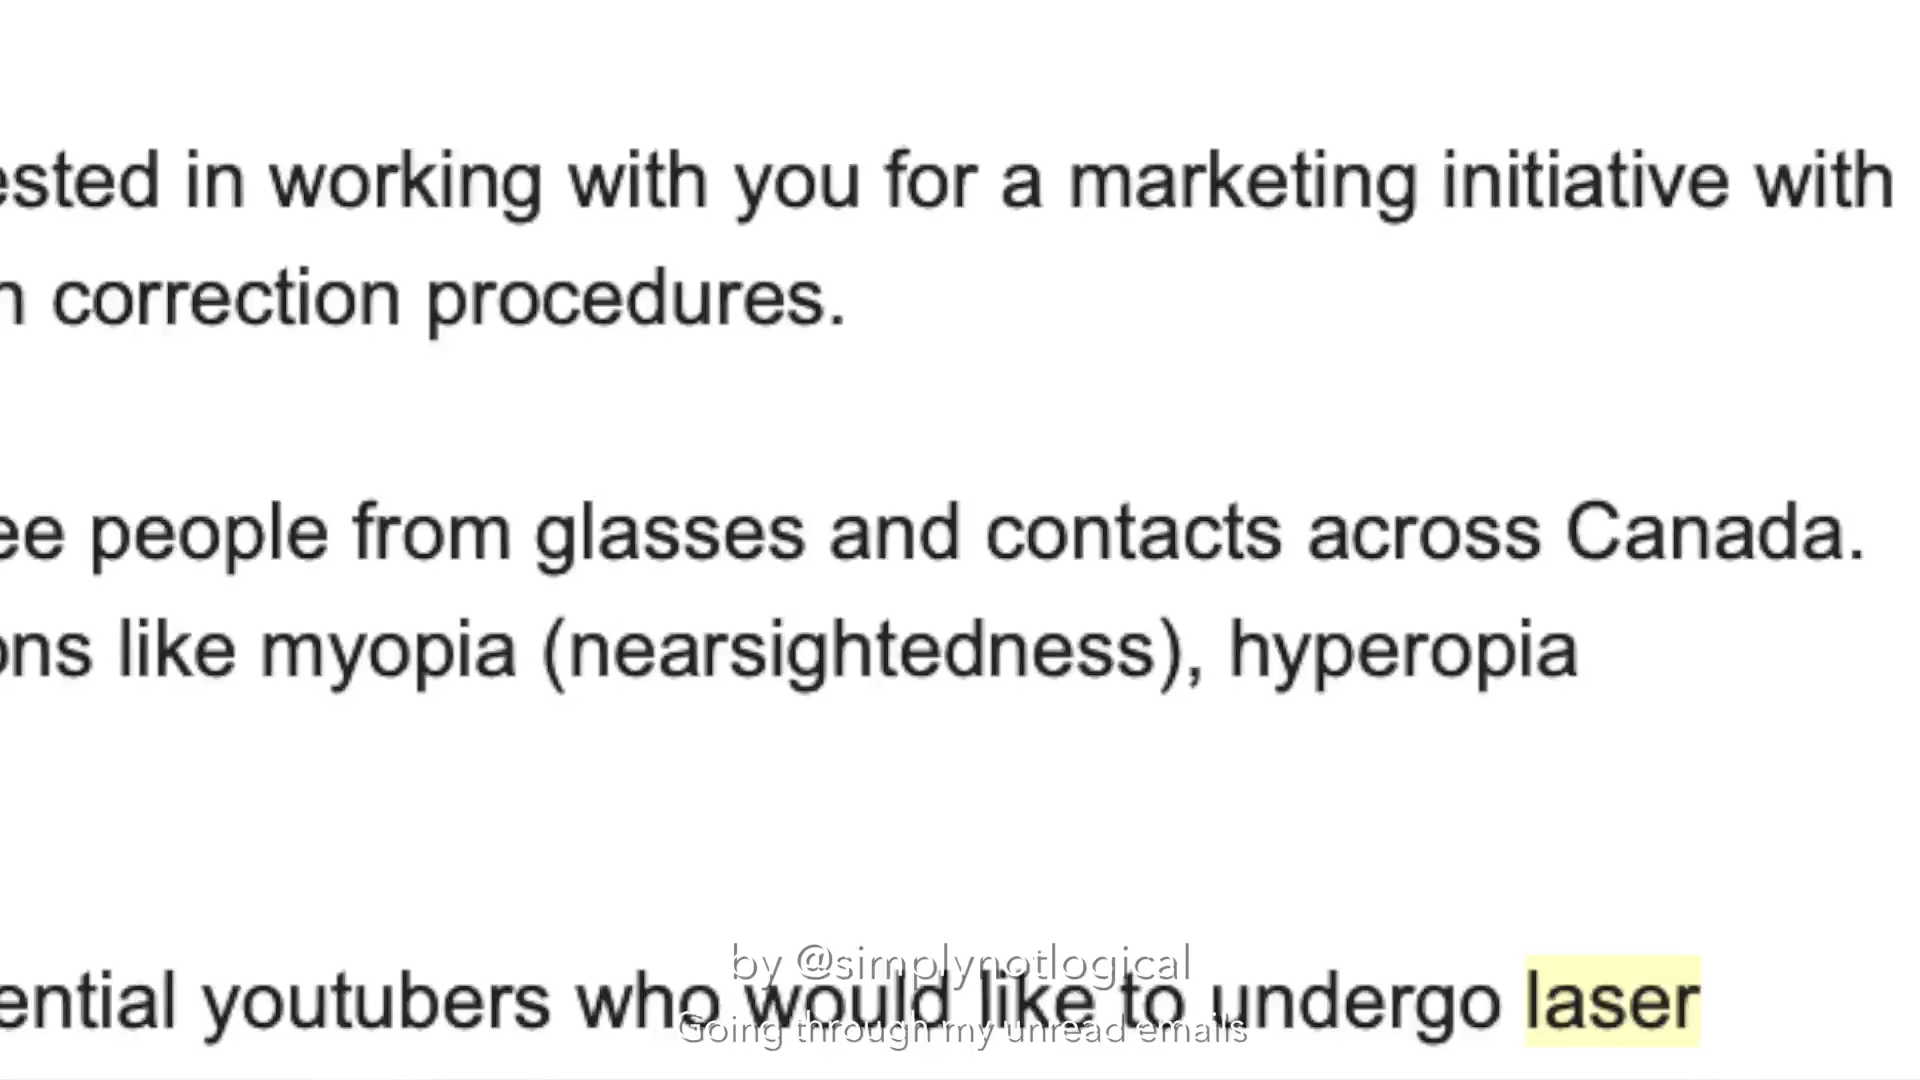 ested in working with you for a marketing initiative with
n correction procedures.
ee people from glasses and contacts across Canada.
ons like myopia (nearsightedness), hyperopia
ential youtubers who would like to undergo laser
by @simplynotlogical
Going through my unread emails